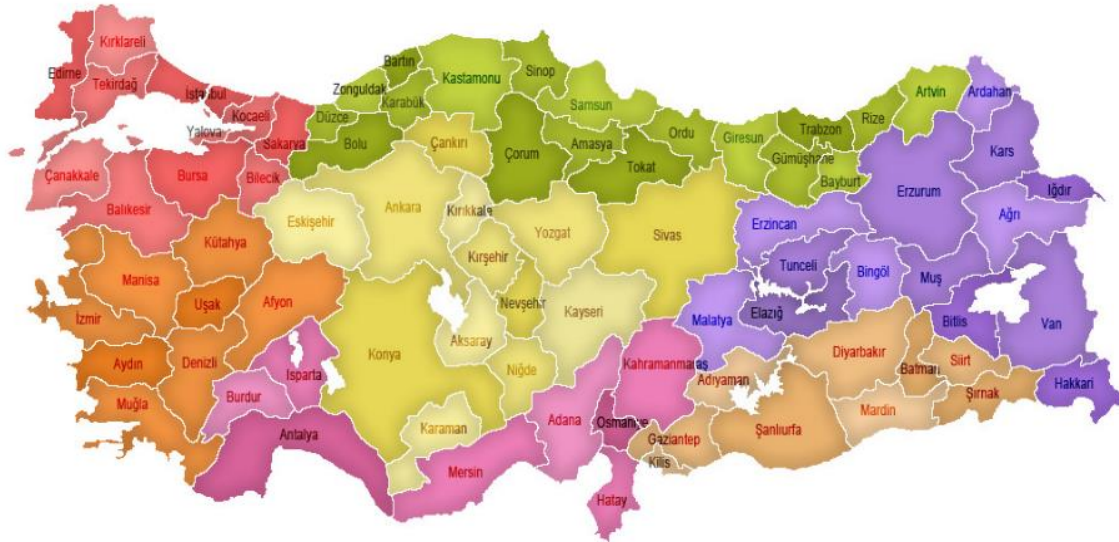 Kırklareli
Edirne
Tekirdağ
İstanbul
Kocaeli
Yalova
Sakarya
Çanakkale
Bursa
Bilecik
Balıkesir
Bartın
Zonguldak
Karabük
Düzce
Bolu
Kastamonu
Sinop
Samsun
Çorum
Amasya
Ordu
Tokat
Giresun
Trabzon
Gümüşhane
Bayburt
Rize
Artvin
Ardahan
Kars
Iğdır
Erzurum
Ağrı
Erzincan
Tunceli
Bingöl
Muş
Elazığ
Malatya
Bitlis
Van
Hakkari
Çankırı
Ankara
Eskişehir
Kırıkkale
Kırşehir
Yozgat
Sivas
Nevşehir
Kayseri
Aksaray
Konya
Niğde
Karaman
Kütahya
Manisa
Uşak
Afyon
İzmir
Aydın
Denizli
Muğla
Isparta
Burdur
Antalya
Mersin
Adana
Osmaniye
Kahramanmaraş
Hatay
Adıyaman
Gaziantep
Kilis
Şanlıurfa
Diyarbakır
Batman
Siirt
Mardin
Şırnak